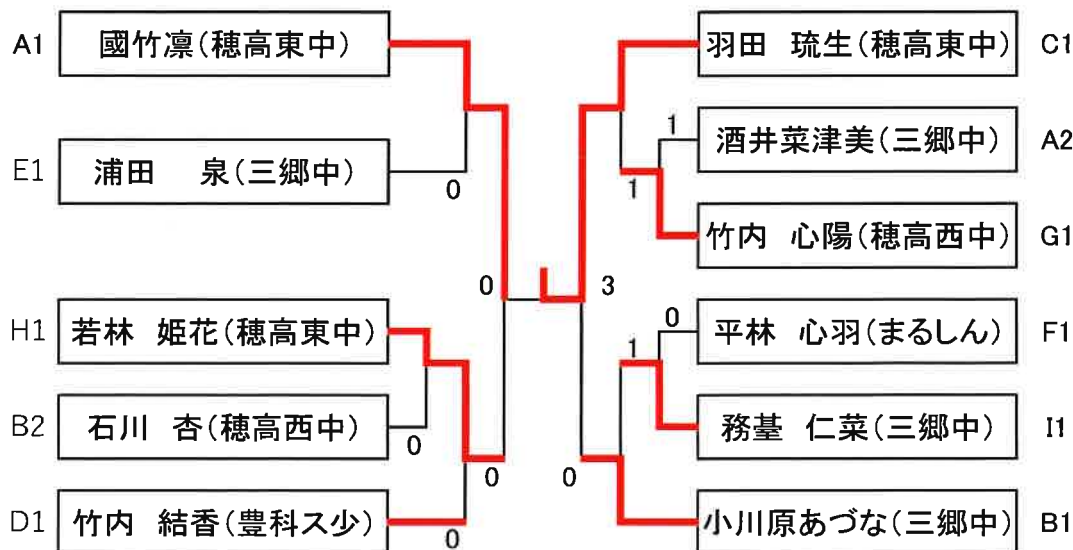 A1 國竹凛(穂高東中)
E1 浦田 泉(三郷中)
0
H1 若林 姫花(穂高東中)
B2 石川 杏(穂高西中)
0
D1 竹内 結香(豊科ス少)
0
0
0
3
羽田 琉生(穂高東中) C1
1
酒井菜津美(三郷中) A2
1
竹内 心陽(穂高西中) G1
0
平林 心羽(まるしん) F1
1
務䑓 仁菜(三郷中) I1
0
小川原あづな(三郷中) B1